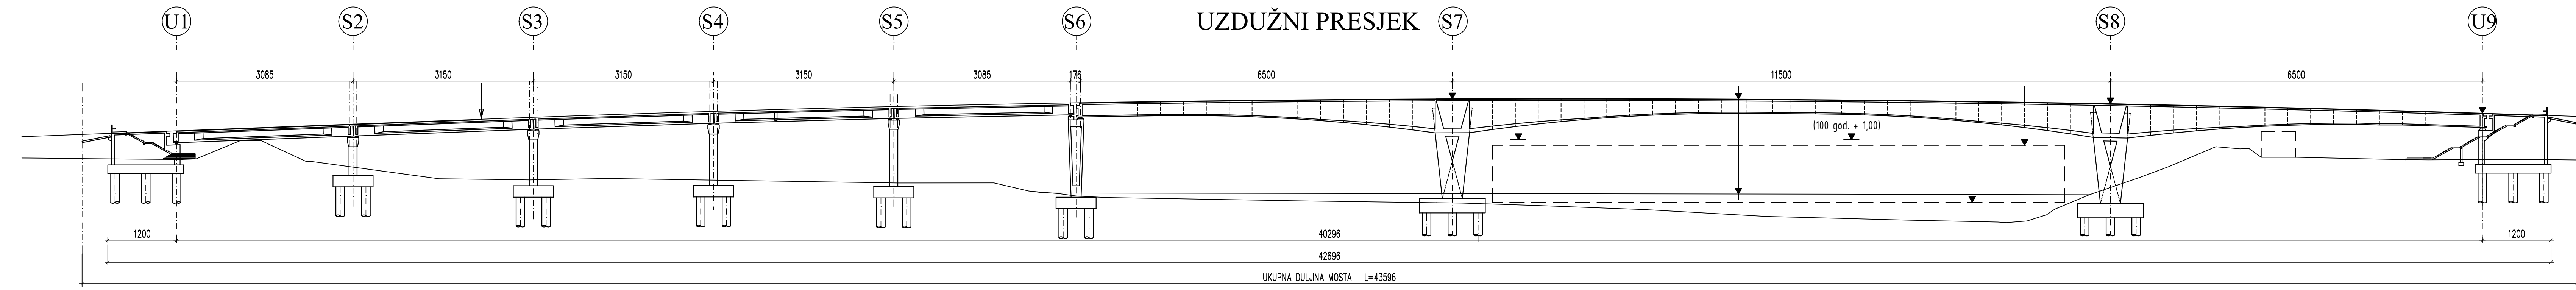 U1 S2 S3 S4 S5 S6 UZDUŽNI PRESJEK S7 S8 U9
3085 3150 3150 3150 3085 176 6500 11500 6500
(100 god. + 1,00)
1200 40296 1200
42696
UKUPNA DULJINA MOSTA L=43596